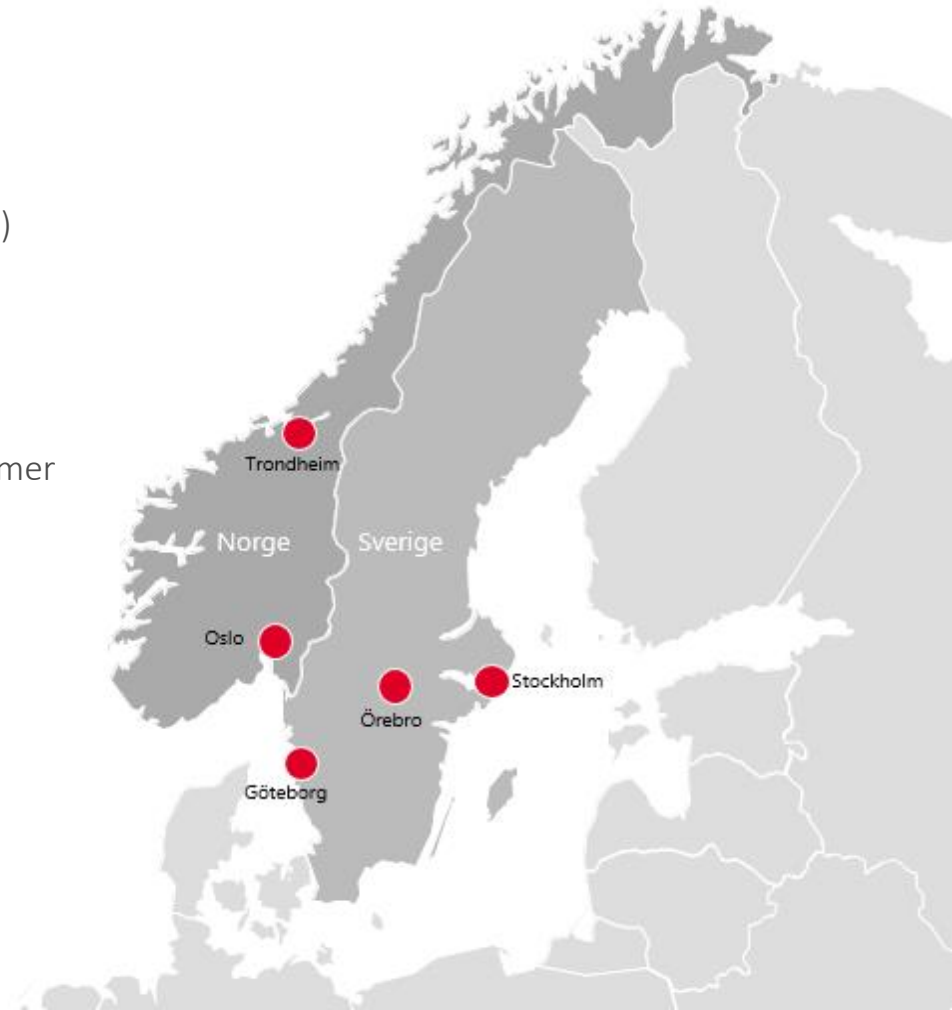 )
mer
Trondheim
Norge
Sverige
Oslo
Stockholm
Örebro
Göteborg